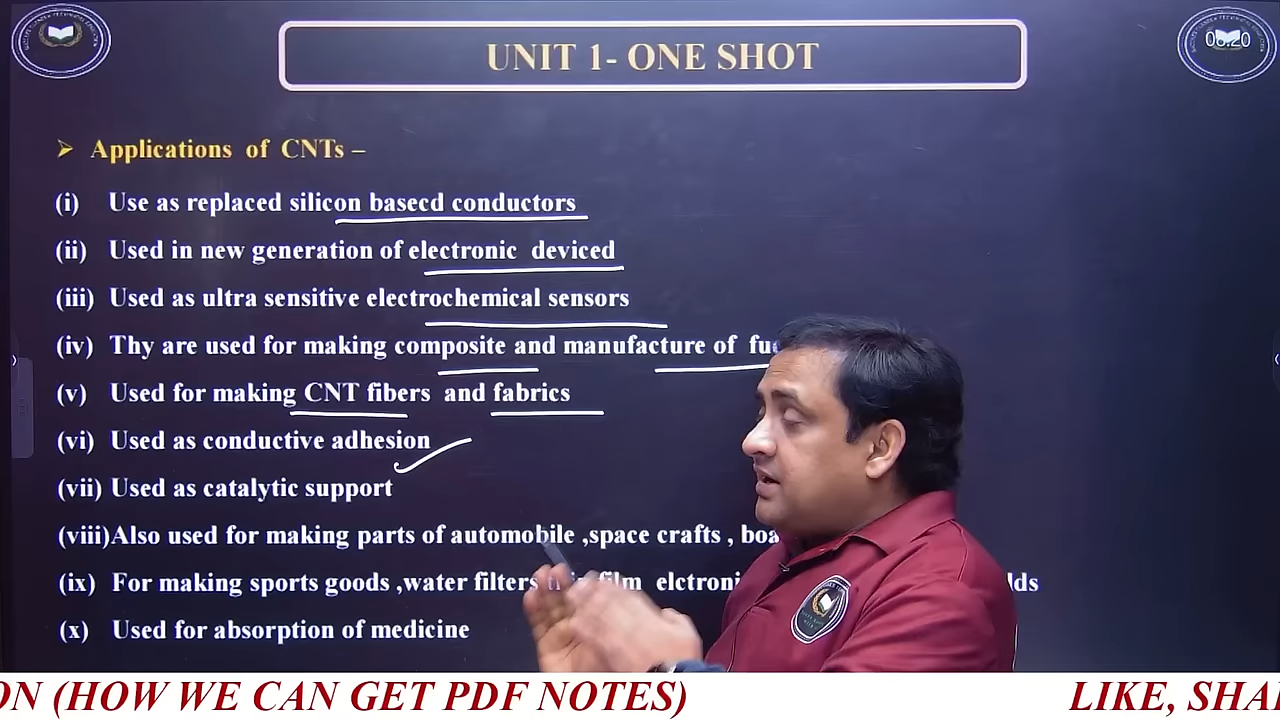 UNIT 1- ONE SHOT
06:20
➢ Applications of CNTs –
(i) Use as replaced silicon basecd conductors
(ii) Used in new generation of electronic deviced
(iii) Used as ultra sensitive electrochemical sensors
(iv) Thy are used for making composite and manufacture of
(v) Used for making CNT fibers and fabrics
(vi) Used as conductive adhesion
(vii) Used as catalytic support
(viii)Also used for making parts of automobile ,space crafts ,
(ix) For making sports goods ,water filters film
(x) Used for absorption of medicine
(HOW WE CAN GET PDF NOTES) LIKE,